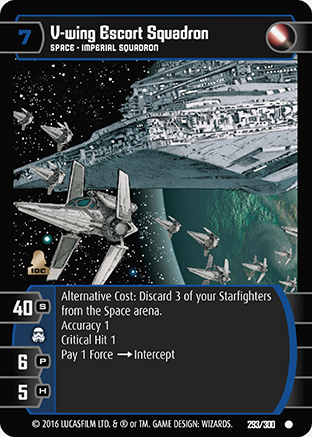 7
V-wing Escort Squadron
SPACE • IMPERIAL SQUADRON
IDC
40 S
6 P
5 H
Alternative Cost: Discard 3 of your Starfighters
from the Space arena.
Accuracy 1
Critical Hit 1
Pay 1 Force → Intercept
© 2016 LUCASFILM LTD. & ® or TM. GAME DESIGN: WIZARDS.
293/300